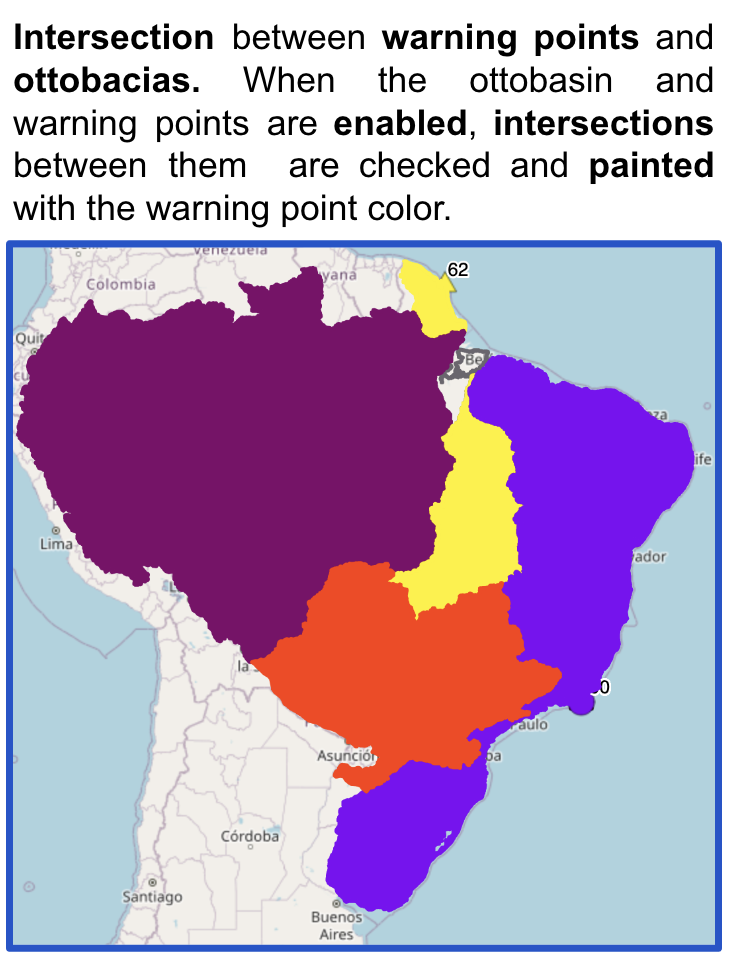 Intersection between warning points and
ottobacias. When the ottobasin and
warning points are enabled, intersections
between them are checked and painted
with the warning point color.
Venezuela
yana
Colombia
62
Quit
cu
Be
za
ife
Lima
ador
la
0
aulo
Asunción
ba
Córdoba
Santiago
Buenos
Aires